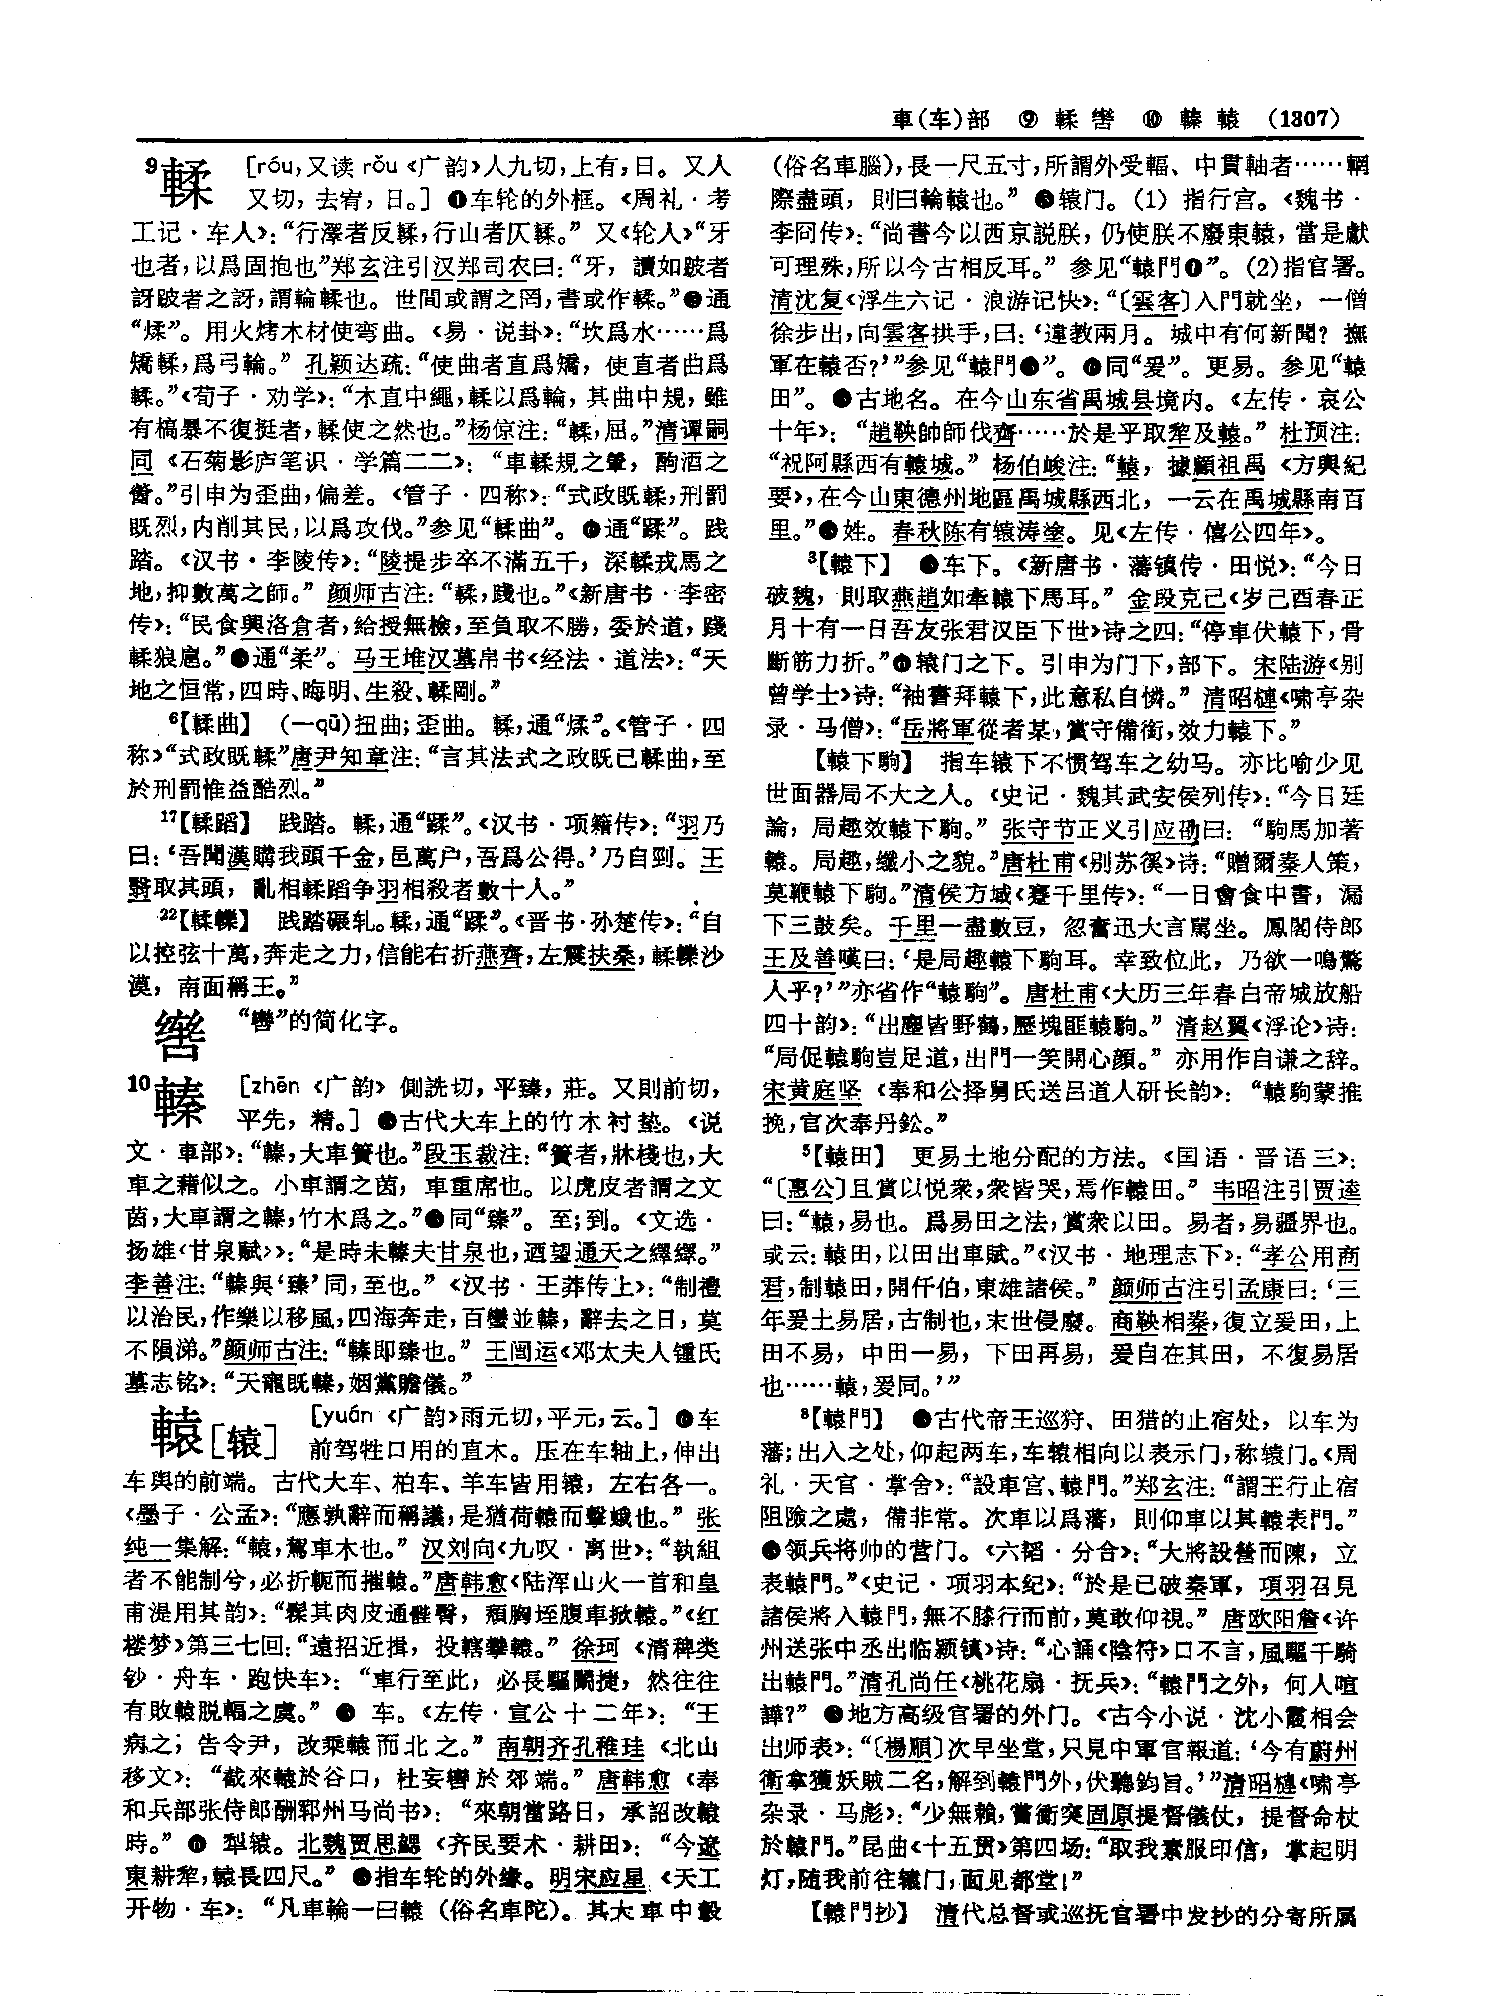 車(车)部 ⑨ 輮 辔 ⑩ 轃 轅 (1307)
9輮 [róu,又读 rǒu《广韵》人九切,上有,日。又人
又切,去宥,日。] ❶车轮的外框。《周礼·考
工记·车人》:“行澤者反輮,行山者仄輮。” 又《轮人》“牙
也者,以爲固抱也”郑玄注引汉郑司农曰:“牙,讀如跛者
訝跛者之訝,謂輪輮也。世間或謂之罔,書或作輮。”❷通
“煣”。用火烤木材使弯曲。《易·说卦》:“坎爲水……爲
矯輮,爲弓輪。” 孔颖达疏:“使曲者直爲矯,使直者曲爲
輮。”《荀子·劝学》:“木直中繩,輮以爲輪,其曲中規,雖
有槁暴不復挺者,輮使之然也。”杨倞注:“輮,屈。”清谭嗣
同《石菊影庐笔识·学篇二二》:“車輮規之肇,酌酒之
”引申为歪曲,偏差。《管子·四称》:“式政既輮,刑罰
既烈,内削其民,以爲攻伐。”参见“輮曲”。❸通“蹂”。践
踏。《汉书·李陵传》:“陵提步卒不滿五千,深輮戎馬之
地,抑數萬之師。” 颜师古注:“輮,踐也。”《新唐书·李密
传》:“民食興洛倉者,給授無檢,至負取不勝,委於道,踐
輮狼扈。”❹通“柔”。马王堆汉墓帛书《经法·道法》:“天
地之恒常,四時、晦明、生殺、輮剛。”
6【輮曲】 (—qū)扭曲;歪曲。輮,通“煣”。《管子·四
称》“式政既輮”唐尹知章注:“言其法式之政既已輮曲,至
於刑罰惟益酷烈。”
17【輮蹈】 践踏。輮,通“蹂”。《汉书·项籍传》:“羽乃
曰:‘吾聞漢購我頭千金,邑萬户,吾爲公得。’乃自剄。王
翳取其頭,亂相輮蹈争羽相殺者數十人。”
22【輮轢】 践踏碾轧。輮,通“蹂”。《晋书·孙楚传》:“自
以控弦十萬,奔走之力,信能右折燕齊,左震扶桑,輮轢沙
漠,南面稱王。”
辔 “轡”的简化字。
10轃 [zhēn《广韵》側詵切,平臻,莊。又則前切,
平先,精。] ❶古代大车上的竹木衬垫。《说
文·車部》:“轃,大車簀也。”段玉裁注:“簀者,牀棧也,大
車之藉似之。小車謂之茵,車重席也。以虎皮者謂之文
茵,大車謂之轃,竹木爲之。”❷同“臻”。至;到。《文选·
扬雄〈甘泉赋〉》:“是時未轃夫甘泉也,迺望通天之繹繹。”
李善注:“轃與‘臻’同,至也。” 《汉书·王莽传上》:“制禮
以治民,作樂以移風,四海奔走,百蠻並轃,辭去之日,莫
不隕涕。”颜师古注:“轃即臻也。” 王闿运《邓太夫人锺氏
墓志铭》:“天寵既轃,姻黨贍儀。”
轅[辕] [yuán《广韵》雨元切,平元,云。] ❶车
前驾牲口用的直木。压在车轴上,伸出
车舆的前端。古代大车、柏车、羊车皆用辕,左右各一。
《墨子·公孟》:“應孰辭而稱議,是猶荷轅而擊蛾也。” 张
纯一集解:“轅,駕車木也。” 汉刘向《九叹·离世》:“執組
者不能制兮,必折軛而摧轅。”唐韩愈《陆浑山火一首和皇
甫湜用其韵》:“髹其肉皮通䏶臀,頹胸垤腹車掀轅。”《红
楼梦》第三七回:“遠招近揖,投轄攀轅。” 徐珂《清稗类
钞·舟车·跑快车》:“車行至此,必長驅鬭捷,然往往
有敗轅脱輻之虞。” ❷ 车。《左传·宣公十二年》:“王
病之,告令尹,改乘轅而北之。” 南朝齐孔稚珪《北山
移文》:“截來轅於谷口,杜妄轡於郊端。” 唐韩愈《奉
和兵部张侍郎酬郓州马尚书》:“來朝當路日,承詔改轅
時。” ❸ 犁辕。北魏贾思勰《齐民要术·耕田》:“今遼
東耕犂,轅長四尺。” ❹指车轮的外缘。明宋应星《天工
开物·车》:“凡車輪一曰轅(俗名車陀)。其大車中轂
(俗名車腦),長一尺五寸,所謂外受輻、中貫軸者……輞
際盡頭,則曰輪轅也。” ❺辕门。(1) 指行宫。《魏书·
李冏传》:“尚書今以西京説朕,仍使朕不廢東轅,當是獻
可理殊,所以今古相反耳。” 参见“轅門❶”。(2)指官署。
清沈复《浮生六记·浪游记快》:“〔雲客〕入門就坐,一僧
徐步出,向雲客拱手,曰:‘違教兩月。城中有何新聞?撫
軍在轅否?’”参见“轅門❸”。❻同“爰”。更易。参见“轅
田”。❼古地名。在今山东省禹城县境内。《左传·哀公
十年》:“趙鞅帥師伐齊……於是乎取犂及轅。” 杜预注:
“祝阿縣西有轅城。” 杨伯峻注:“轅,據顧祖禹《方輿紀
要》,在今山東德州地區禹城縣西北,一云在禹城縣南百
里。”❽姓。春秋陈有辕涛塗。见《左传·僖公四年》。
3【轅下】 ❶车下。《新唐书·藩镇传·田悦》:“今日
破魏,則取燕趙如牽轅下馬耳。” 金段克己《岁己酉春正
月十有一日吾友张君汉臣下世》诗之四:“停車伏轅下,骨
斷筋力折。”❷辕门之下。引申为门下,部下。宋陆游《别
曾学士》诗:“袖書拜轅下,此意私自憐。” 清昭槤《啸亭杂
录·马僧》:“岳將軍從者某,賞守備銜,效力轅下。”
【轅下駒】 指车辕下不惯驾车之幼马。亦比喻少见
世面器局不大之人。《史记·魏其武安侯列传》:“今日廷
論,局趣效轅下駒。” 张守节正义引应劭曰:“駒馬加著
轅。局趣,纖小之貌。”唐杜甫《别苏徯》诗:“贈爾秦人策,
莫鞭轅下駒。”清侯方域《蹇千里传》:“一日會食中書,漏
下三鼓矣。千里一盡數豆,忽奮迅大言罵坐。鳳閣侍郎
王及善嘆曰:‘是局趣轅下駒耳。幸致位此,乃欲一鳴驚
人乎?’”亦省作“轅駒”。唐杜甫《大历三年春白帝城放船
四十韵》:“出塵皆野鶴,歷塊匪轅駒。” 清赵翼《浮论》诗:
“局促轅駒豈足道,出門一笑開心顔。” 亦用作自谦之辞。
宋黄庭坚《奉和公择舅氏送吕道人研长韵》:“轅駒蒙推
挽,官次奉丹鉛。”
5【轅田】 更易土地分配的方法。《国语·晋语三》:
“〔惠公〕且賞以悦衆,衆皆哭,焉作轅田。” 韦昭注引贾逵
曰:“轅,易也。爲易田之法,賞衆以田。易者,易疆界也。
或云:轅田,以田出車賦。”《汉书·地理志下》:“孝公用商
君,制轅田,開仟伯,東雄諸侯。” 颜师古注引孟康曰:‘三
年爰土易居,古制也,末世侵廢。商鞅相秦,復立爰田,上
田不易,中田一易,下田再易,爰自在其田,不復易居
也……轅,爰同。’”
8【轅門】 ❶古代帝王巡狩、田猎的止宿处,以车为
藩;出入之处,仰起两车,车辕相向以表示门,称辕门。《周
礼·天官·掌舍》:“設車宫、轅門。”郑玄注:“謂王行止宿
阻險之處,備非常。次車以爲藩,則仰車以其轅表門。”
❷领兵将帅的营门。《六韬·分合》:“大將設營而陳,立
表轅門。”《史记·项羽本纪》:“於是已破秦軍,項羽召見
諸侯將入轅門,無不膝行而前,莫敢仰視。” 唐欧阳詹《许
州送张中丞出临颍镇》诗:“心誦《陰符》口不言,風驅千騎
出轅門。”清孔尚任《桃花扇·抚兵》:“轅門之外,何人喧
譁?” ❸地方高级官署的外门。《古今小说·沈小霞相会
出师表》:“〔楊順〕次早坐堂,只見中軍官報道:‘今有蔚州
衛拿獲妖賊二名,解到轅門外,伏聽鈞旨。’”清昭槤《啸亭
杂录·马彪》:“少無賴,嘗衝突固原提督儀仗,提督命杖
於轅門。”昆曲《十五贯》第四场:“取我素服印信,掌起明
灯,随我前往辕门,面见都堂!”
【轅門抄】 清代总督或巡抚官署中发抄的分寄所属